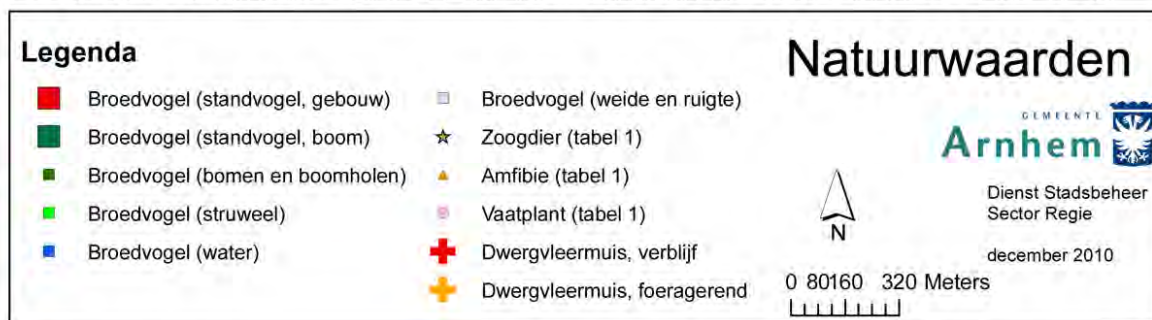 Legenda
Broedvogel (standvogel, gebouw)
Broedvogel (standvogel, boom)
Broedvogel (bomen en boomholen)
Broedvogel (struweel)
Broedvogel (water)
Broedvogel (weide en ruigte)
Zoogdier (tabel 1)
Amfibie (tabel 1)
Vaatplant (tabel 1)
Dwergvleermuis, verblijf
Dwergvleermuis, foeragerend
Natuurwaarden
GEMEENTE
Arnhem
Dienst Stadsbeheer
Sector Regie
december 2010
N
0 80160 320 Meters